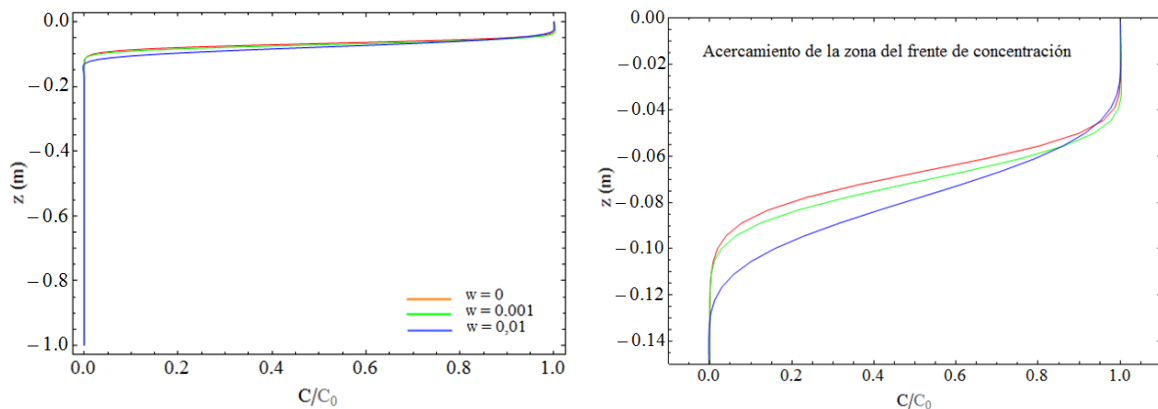 0.0
−0.2
−0.4
−0.6
−0.8
−1.0
z (m)
w = 0
w = 0.001
w = 0,01
0.0 0.2 0.4 0.6 0.8 1.0
C/C₀
Acercamiento de la zona del frente de concentración
0.00
−0.02
−0.04
−0.06
−0.08
−0.10
−0.12
−0.14
z (m)
0.0 0.2 0.4 0.6 0.8 1.0
C/C₀